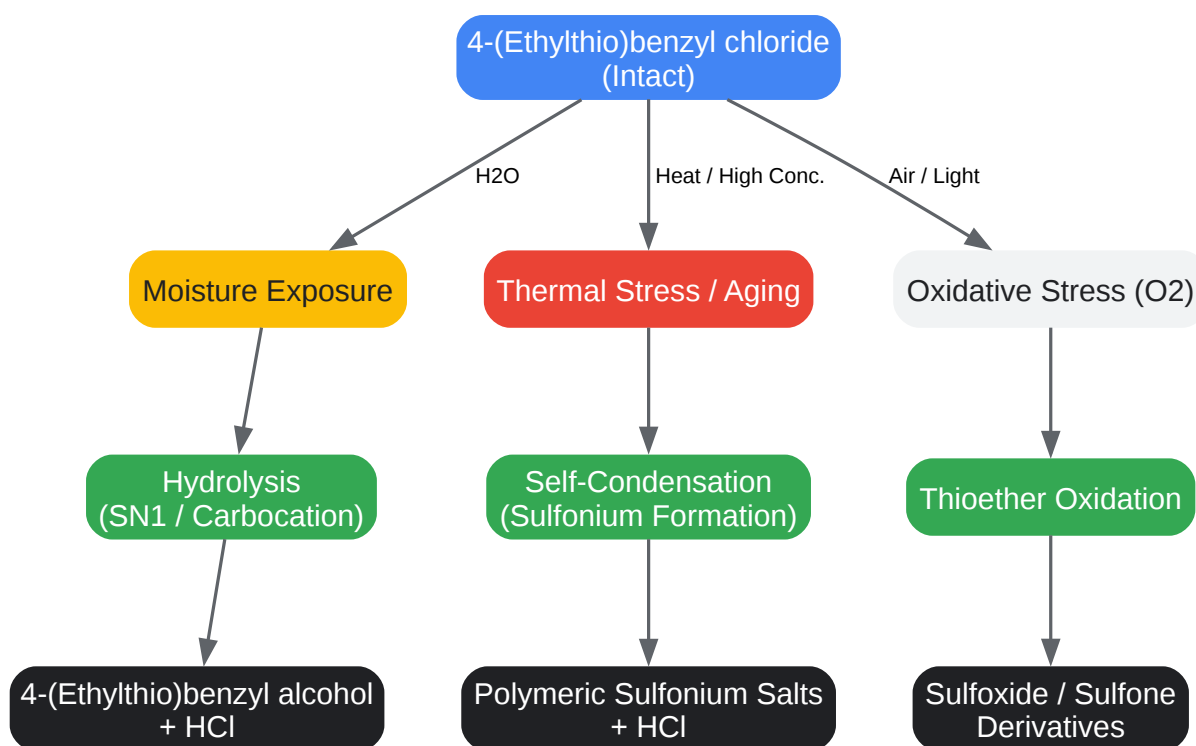 4-(Ethylthio)benzyl chloride
(Intact)
H2O
Heat / High Conc.
Air / Light
Moisture Exposure
Thermal Stress / Aging
Oxidative Stress (O2)
Hydrolysis
(SN1 / Carbocation)
Self-Condensation
(Sulfonium Formation)
Thioether Oxidation
4-(Ethylthio)benzyl alcohol
+ HCl
Polymeric Sulfonium Salts
+ HCl
Sulfoxide / Sulfone
Derivatives